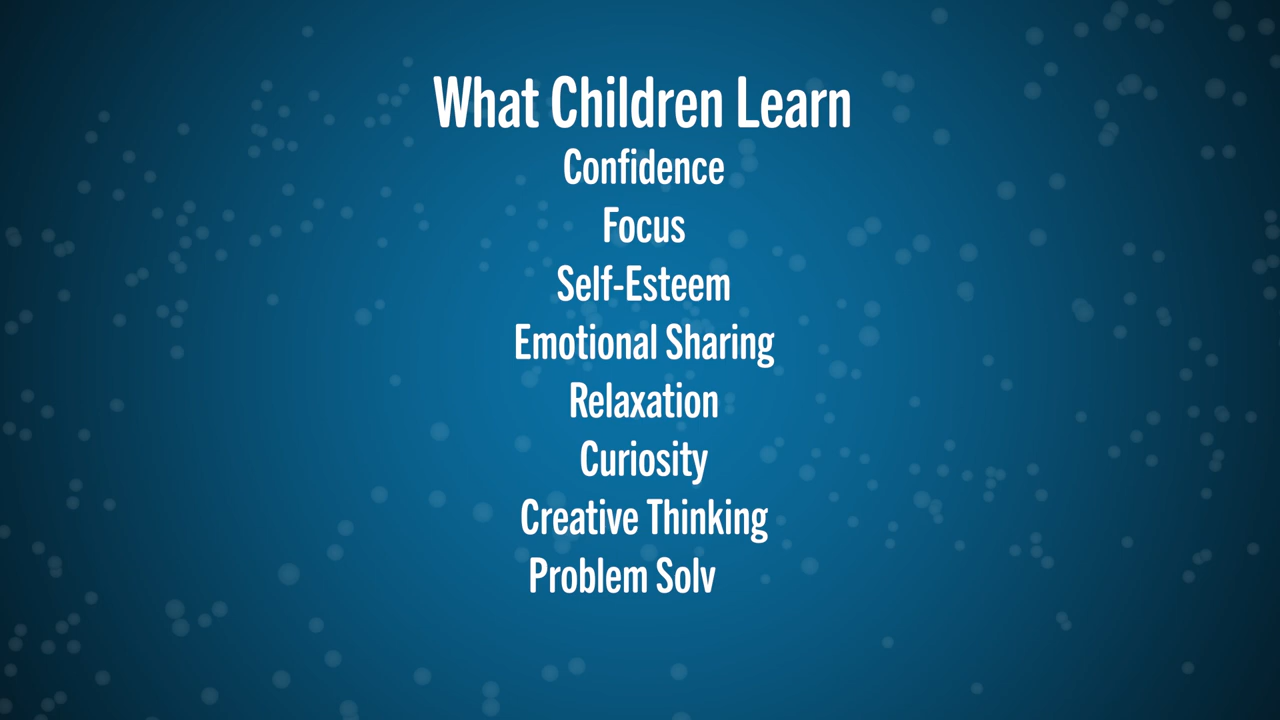 What Children Learn
Confidence
Focus
Self-Esteem
Emotional Sharing
Relaxation
Curiosity
Creative Thinking
Problem Solv